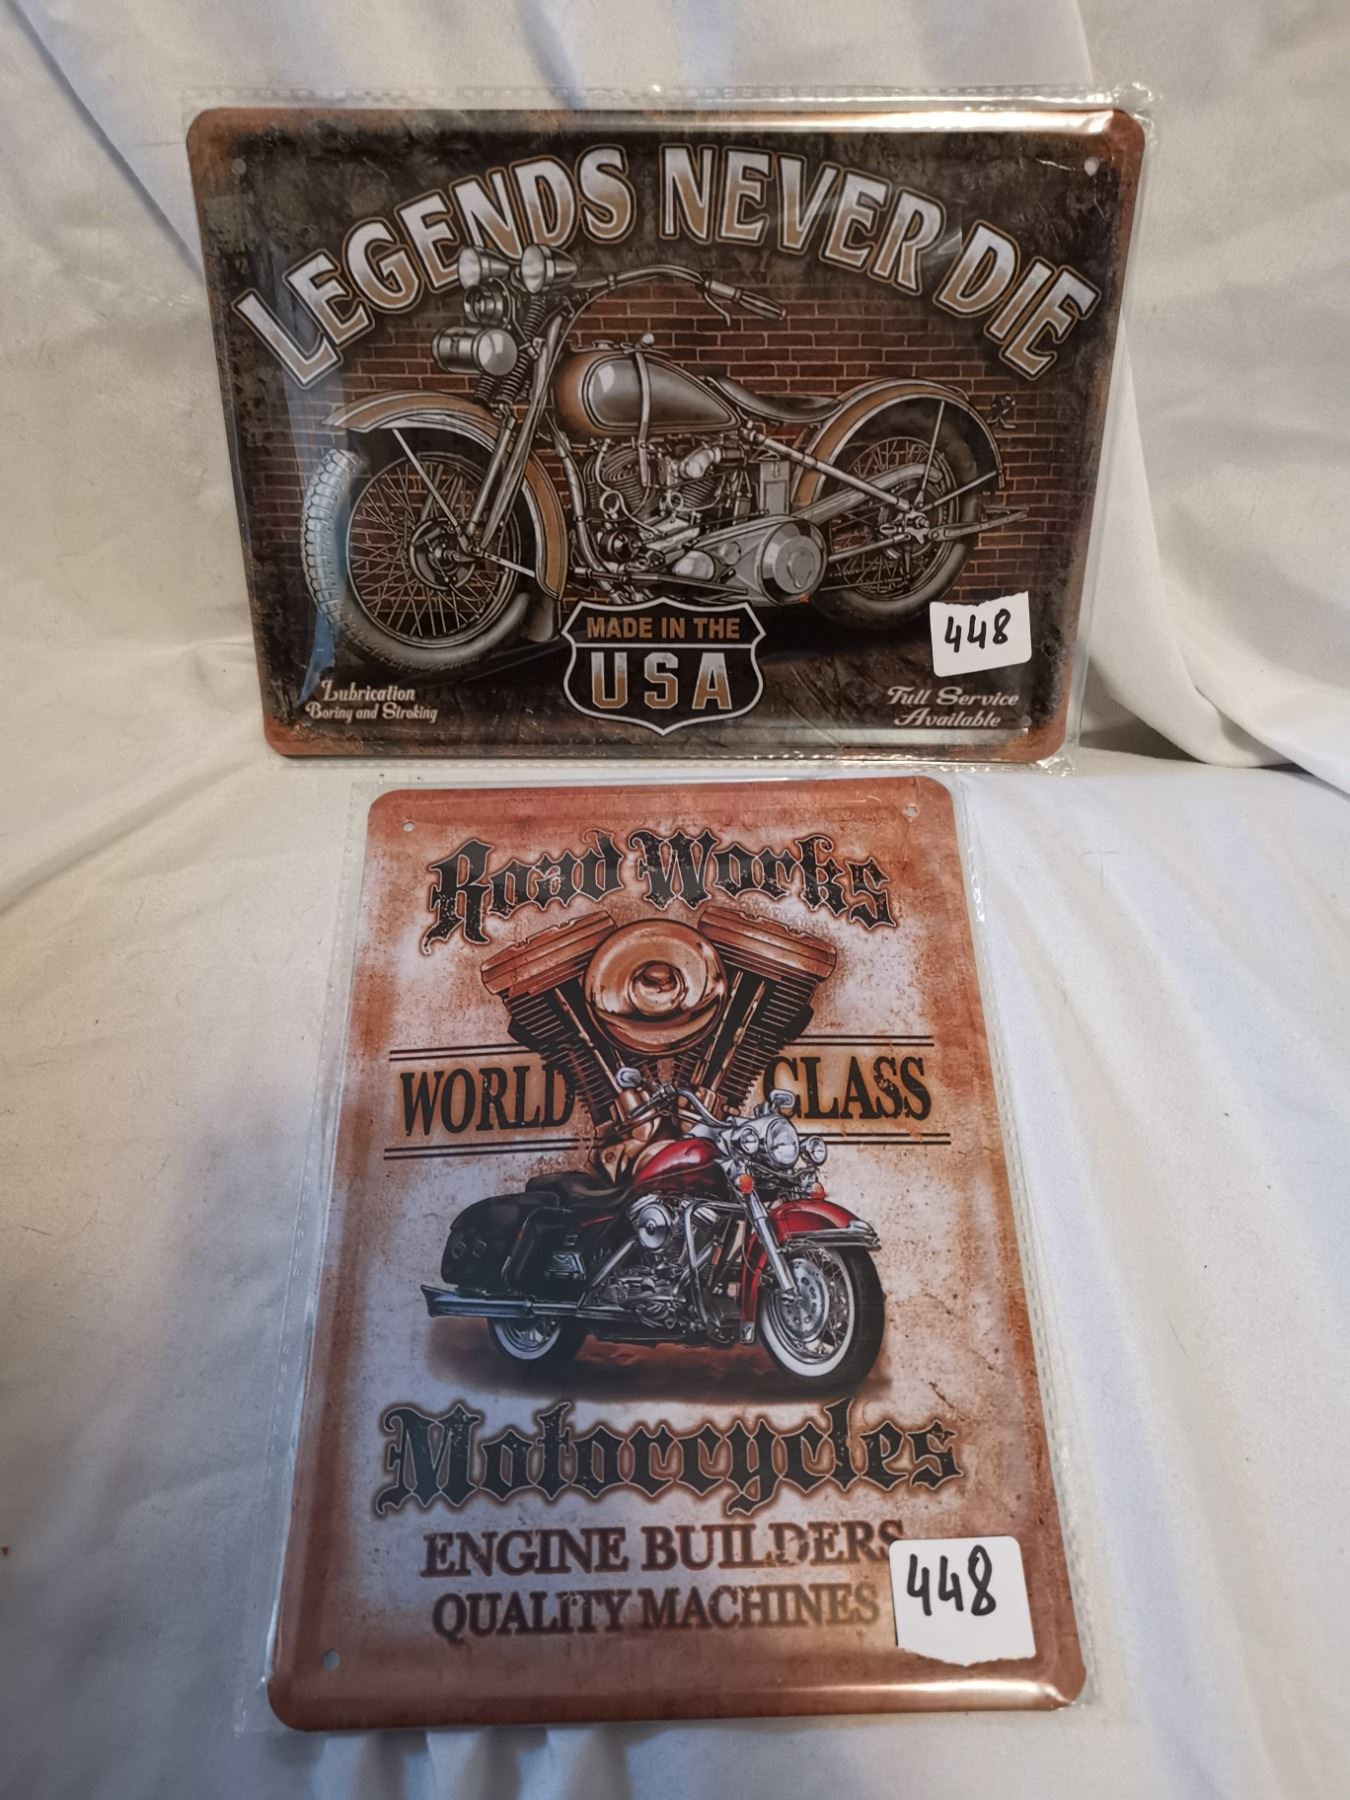 LEGENDS NEVER DIE
MADE IN THE
USA
448
Lubrication
Boring and Stroking
Full Service
Available
Road Works
WORLD CLASS
Motorcycles
ENGINE BUILDERS
QUALITY MACHINES
448